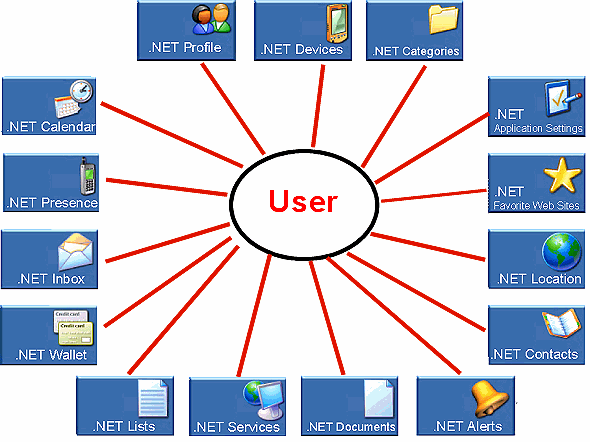 .NET Profile
.NET Devices
.NET Categories
.NET Calendar
.NET
Application Settings
.NET Presence
User
.NET
Favorite Web Sites
.NET Inbox
.NET Location
Credit card
Credit card
.NET Wallet
.NET Contacts
.NET Lists
.NET Services
.NET Documents
.NET Alerts